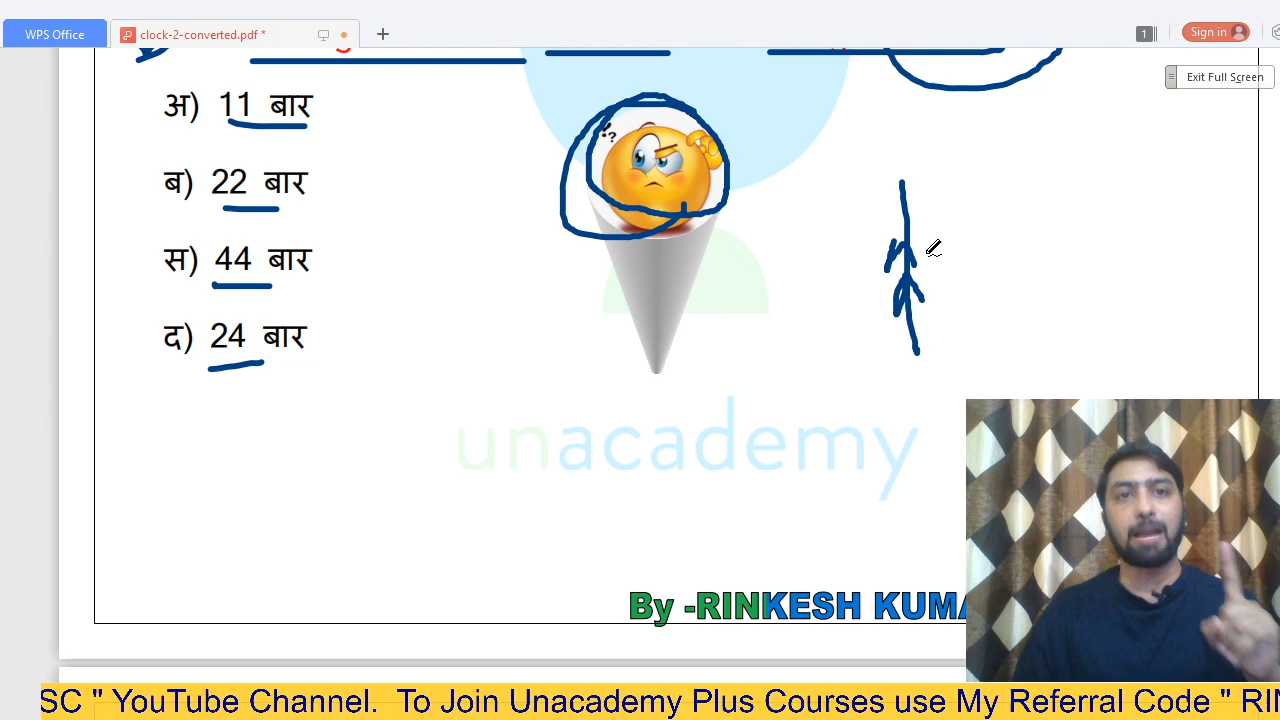 WPS Office
clock-2-converted.pdf *
1
Sign in
Exit Full Screen
अ) 11 बार
ब) 22 बार
स) 44 बार
द) 24 बार
!?
unacademy
By -RINKESH KUMA
SC " YouTube Channel. To Join Unacademy Plus Courses use My Referral Code " RI